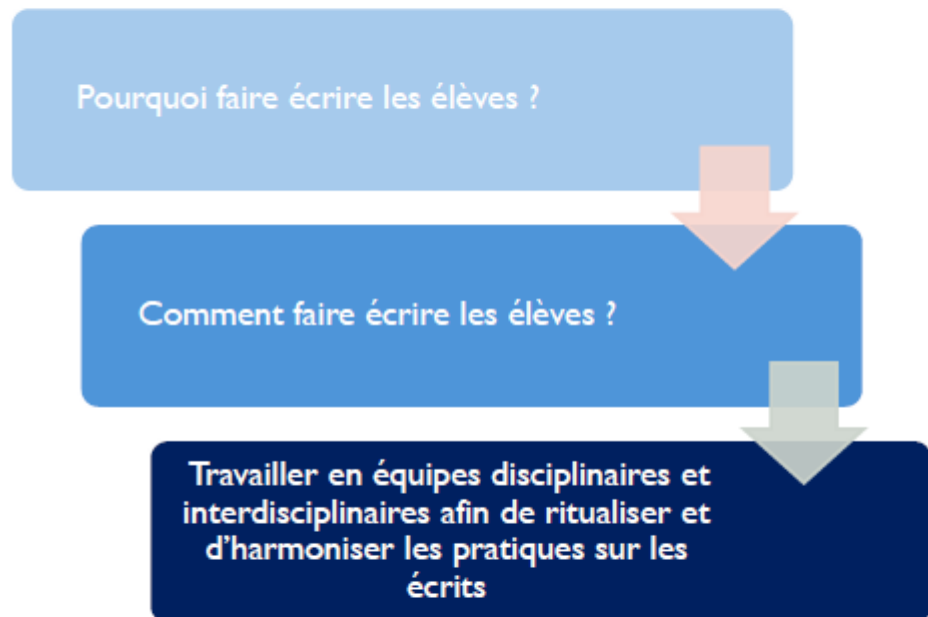 Pourquoi faire écrire les élèves ?
Comment faire écrire les élèves ?
Travailler en équipes disciplinaires et
interdisciplinaires afin de ritualiser et
d'harmoniser les pratiques sur les
écrits